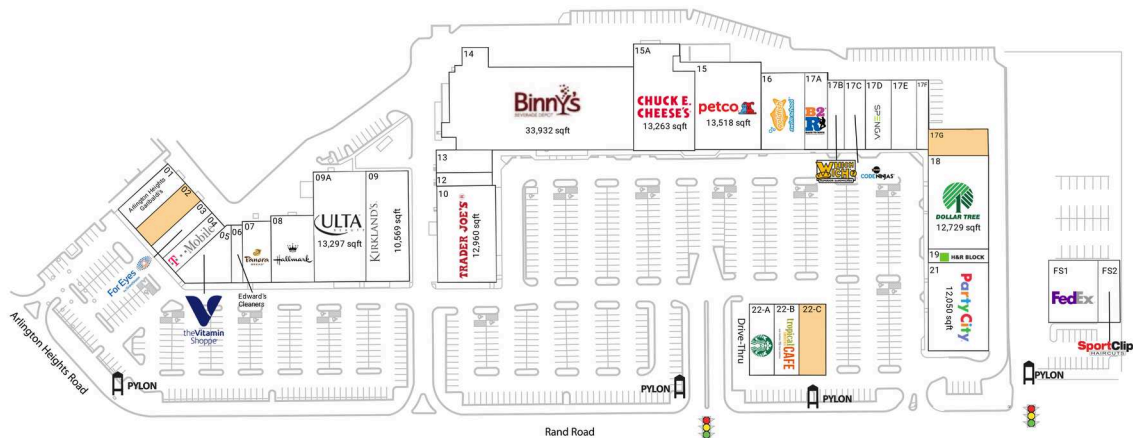 14
Binny's
BEVERAGE DEPOT
33,932 sqft
15A
CHUCK E.
CHEESE'S
13,263 sqft
15
petco
13,518 sqft
16
17A
B2R
17B
17C
17D
SPENGA
17E
17F
CODE NINJAS
17G
18
DOLLAR TREE
12,729 sqft
19
H&R BLOCK
21
Party City
12,050 sqft
13
12
10
TRADER JOE'S
12,960 sqft
01
Arlington Heights
02
03
T-Mobile
04
05
06
07
Panera
BREAD
08
Hallmark
09A
ULTA
BEAUTY
13,297 sqft
09
KIRKLAND'S
10,569 sqft
For Eyes
theVitamin
Shoppe
Edward's
Cleaners
22-A
Drive-Thru
22-B
tropical
CAFE
22-C
FS1
FedEx
FS2
SportClip
HAIRCUTS
Arlington Heights Road
PYLON
PYLON
PYLON
PYLON
Rand Road